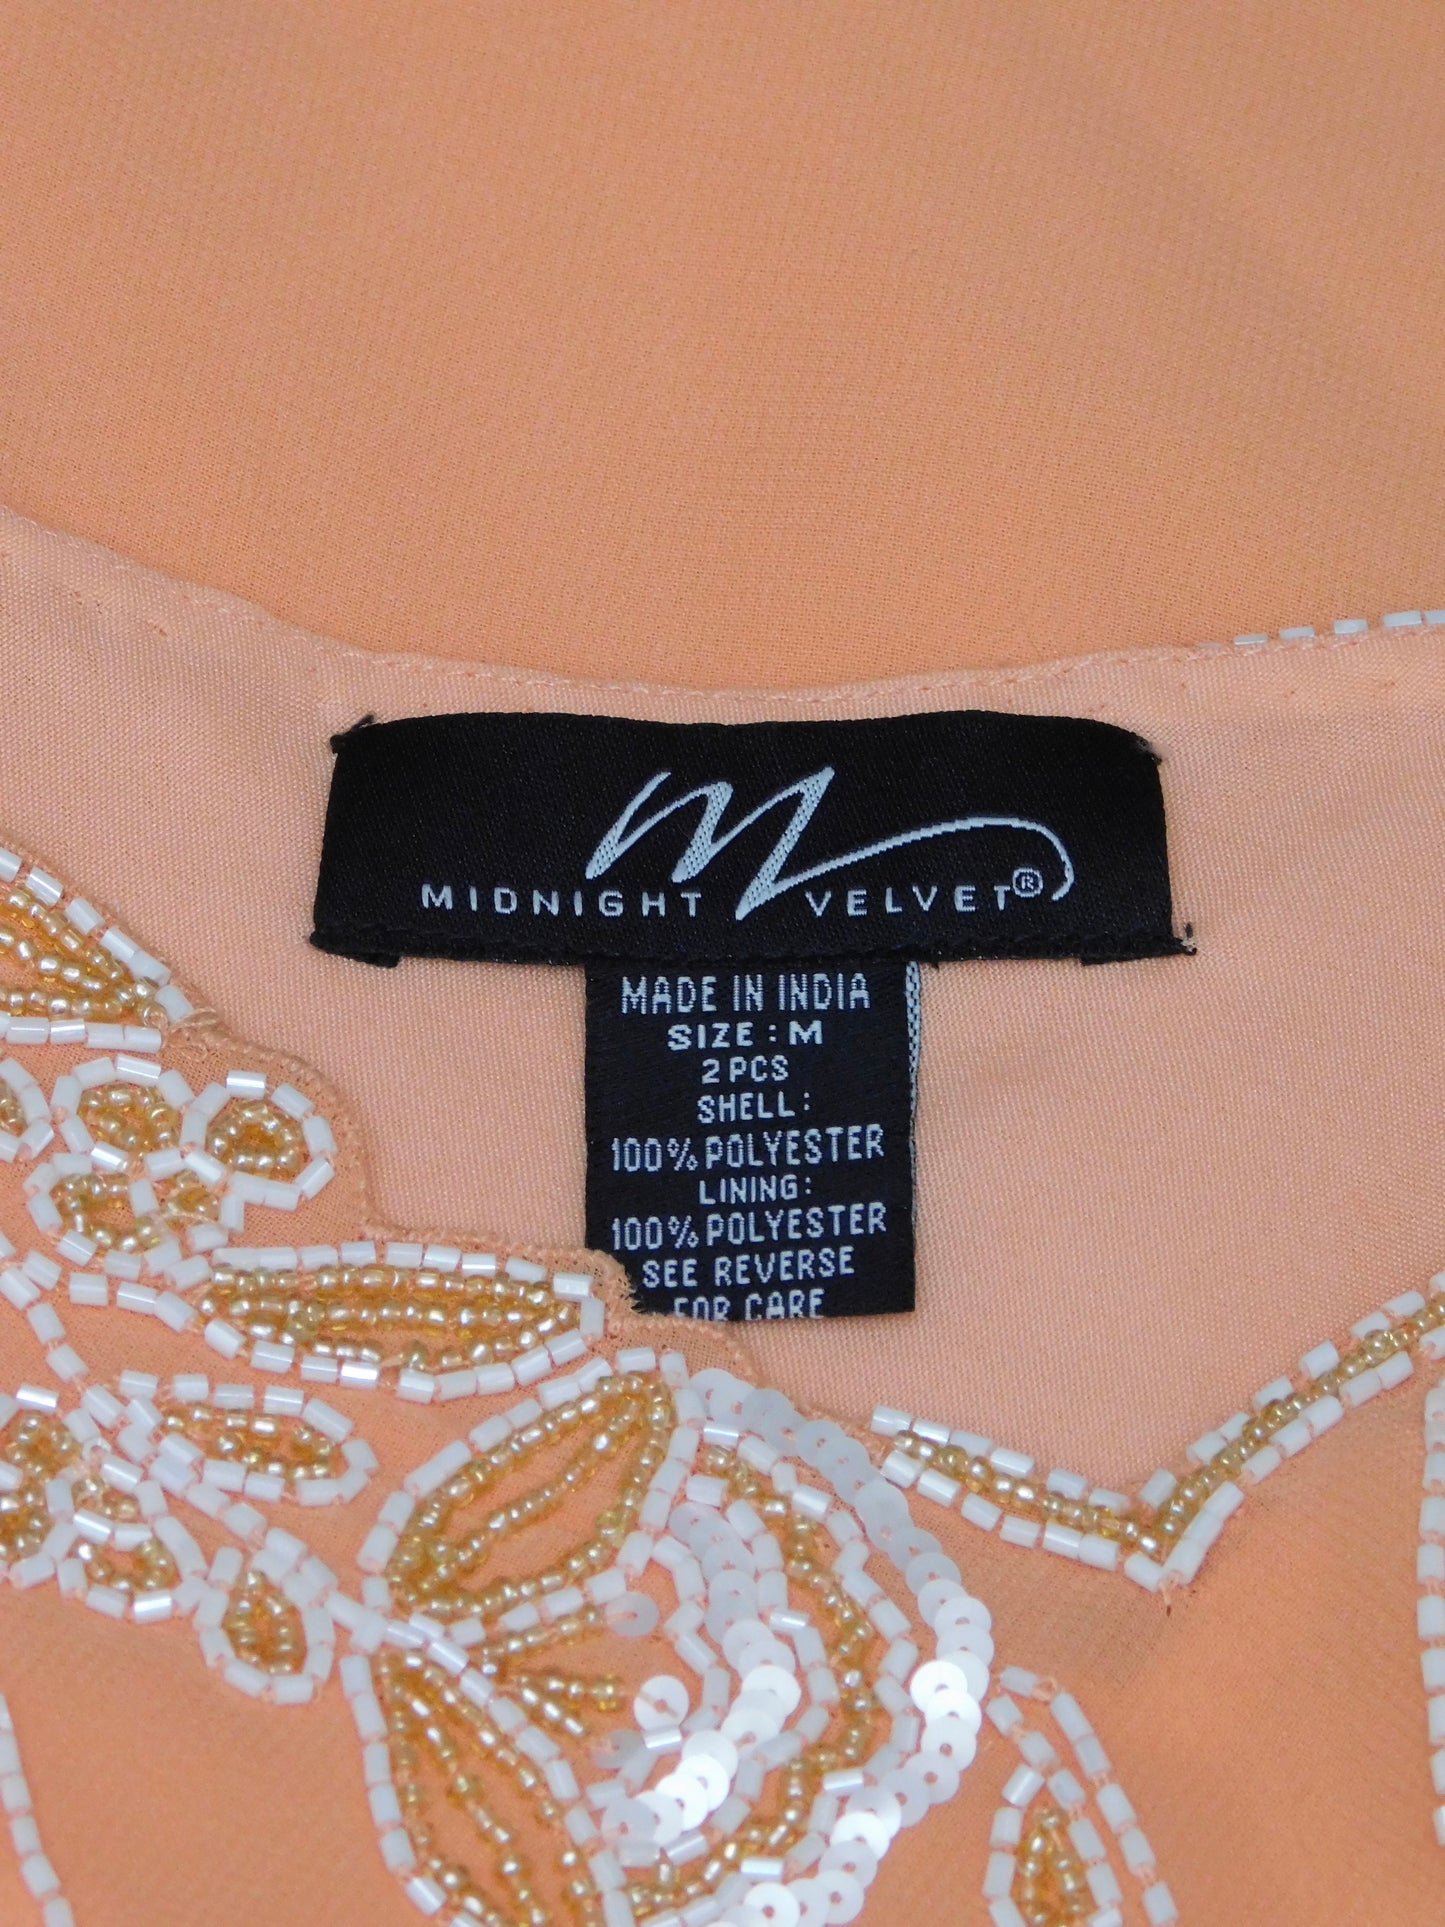 M
MIDNIGHT VELVET®
MADE IN INDIA
SIZE : M
2 PCS
SHELL:
100% POLYESTER
LINING:
100% POLYESTER
SEE REVERSE
FOR CARE